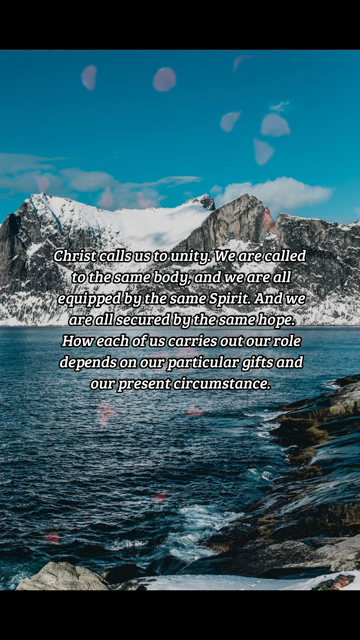 Christ calls us to unity. We are called
to the same body, and we are all
equipped by the same Spirit. And we
are all secured by the same hope.
How each of us carries out our role
depends on our particular gifts and
our present circumstance.